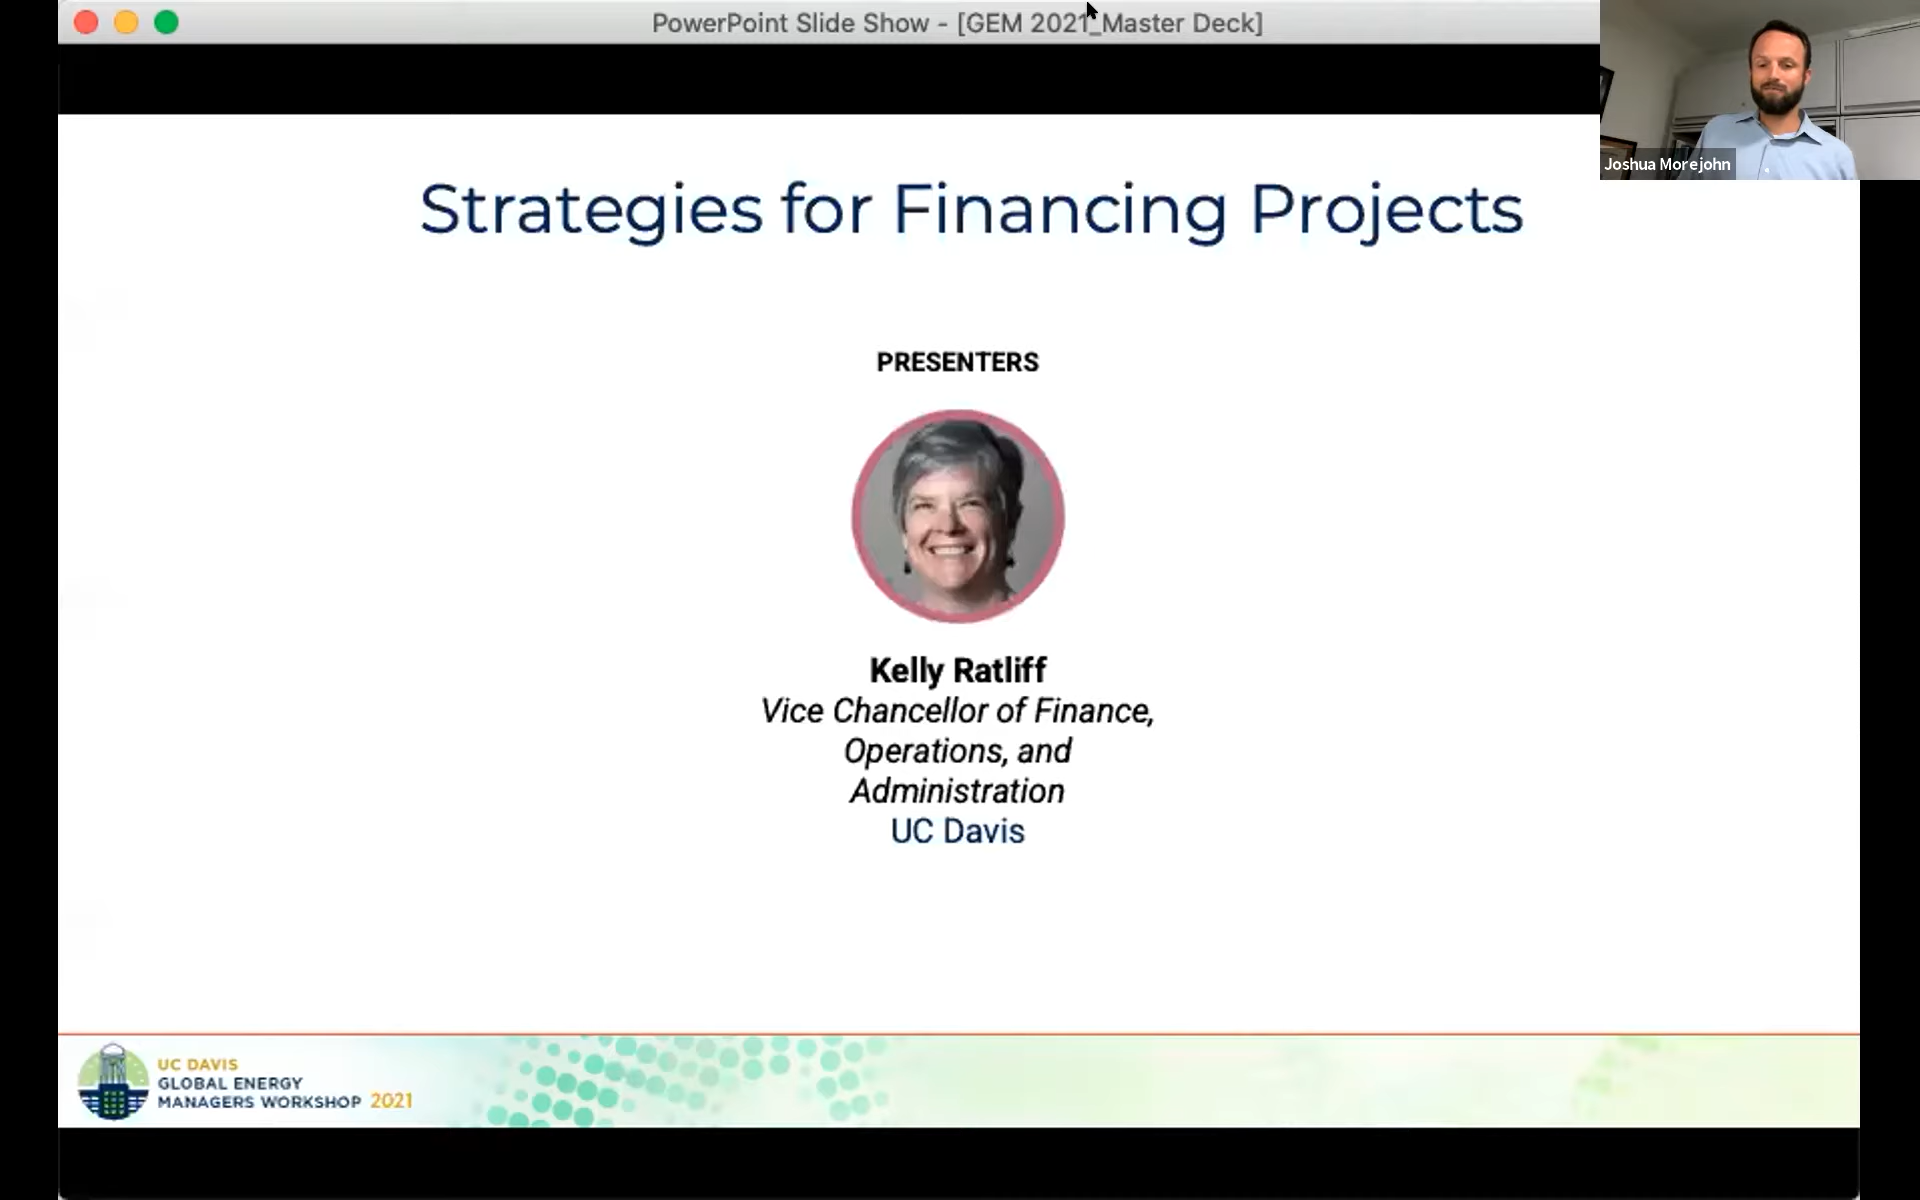 PowerPoint Slide Show - [GEM 2021_Master Deck]
Joshua Morejohn
Strategies for Financing Projects
PRESENTERS
Kelly Ratliff
Vice Chancellor of Finance,
Operations, and
Administration
UC Davis
UC DAVIS
GLOBAL ENERGY
MANAGERS WORKSHOP 2021